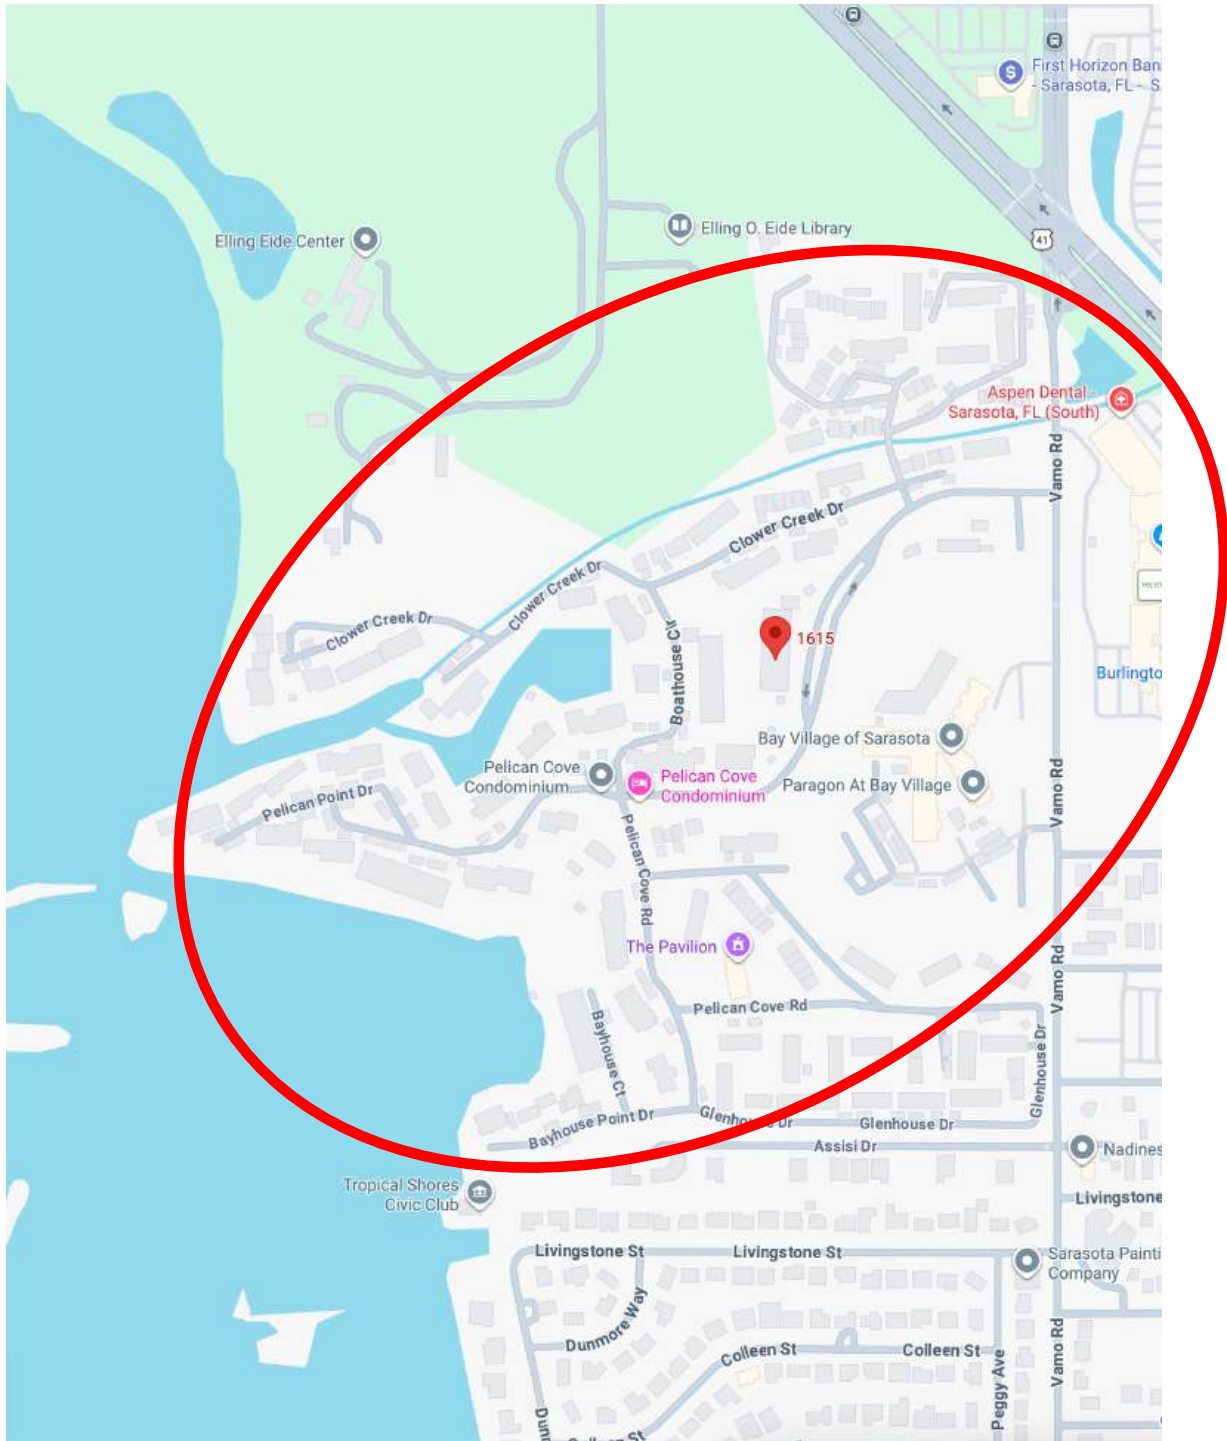 First Horizon Ban
- Sarasota, FL - S
41
Elling O. Eide Library
Elling Eide Center
Aspen Dental -
Sarasota, FL (South)
Vamo Rd
Clower Creek Dr
Clower Creek Dr
Clower Creek Dr
Boathouse Cir
1615
Burlingto
Bay Village of Sarasota
Pelican Cove
Condominium
Pelican Cove
Condominium
Paragon At Bay Village
Vamo Rd
Pelican Point Dr
Pelican Cove Rd
The Pavilion
Vamo Rd
Pelican Cove Rd
Bayhouse Ct
Glenhouse Dr
Bayhouse Point Dr
Glenhouse Dr
Glenhouse Dr
Assisi Dr
Nadines
Tropical Shores
Civic Club
Livingstone
Livingstone St
Livingstone St
Sarasota Painti
Company
Dunmore Way
Colleen St
Colleen St
Vamo Rd
Peggy Ave
Dun
Colleen St